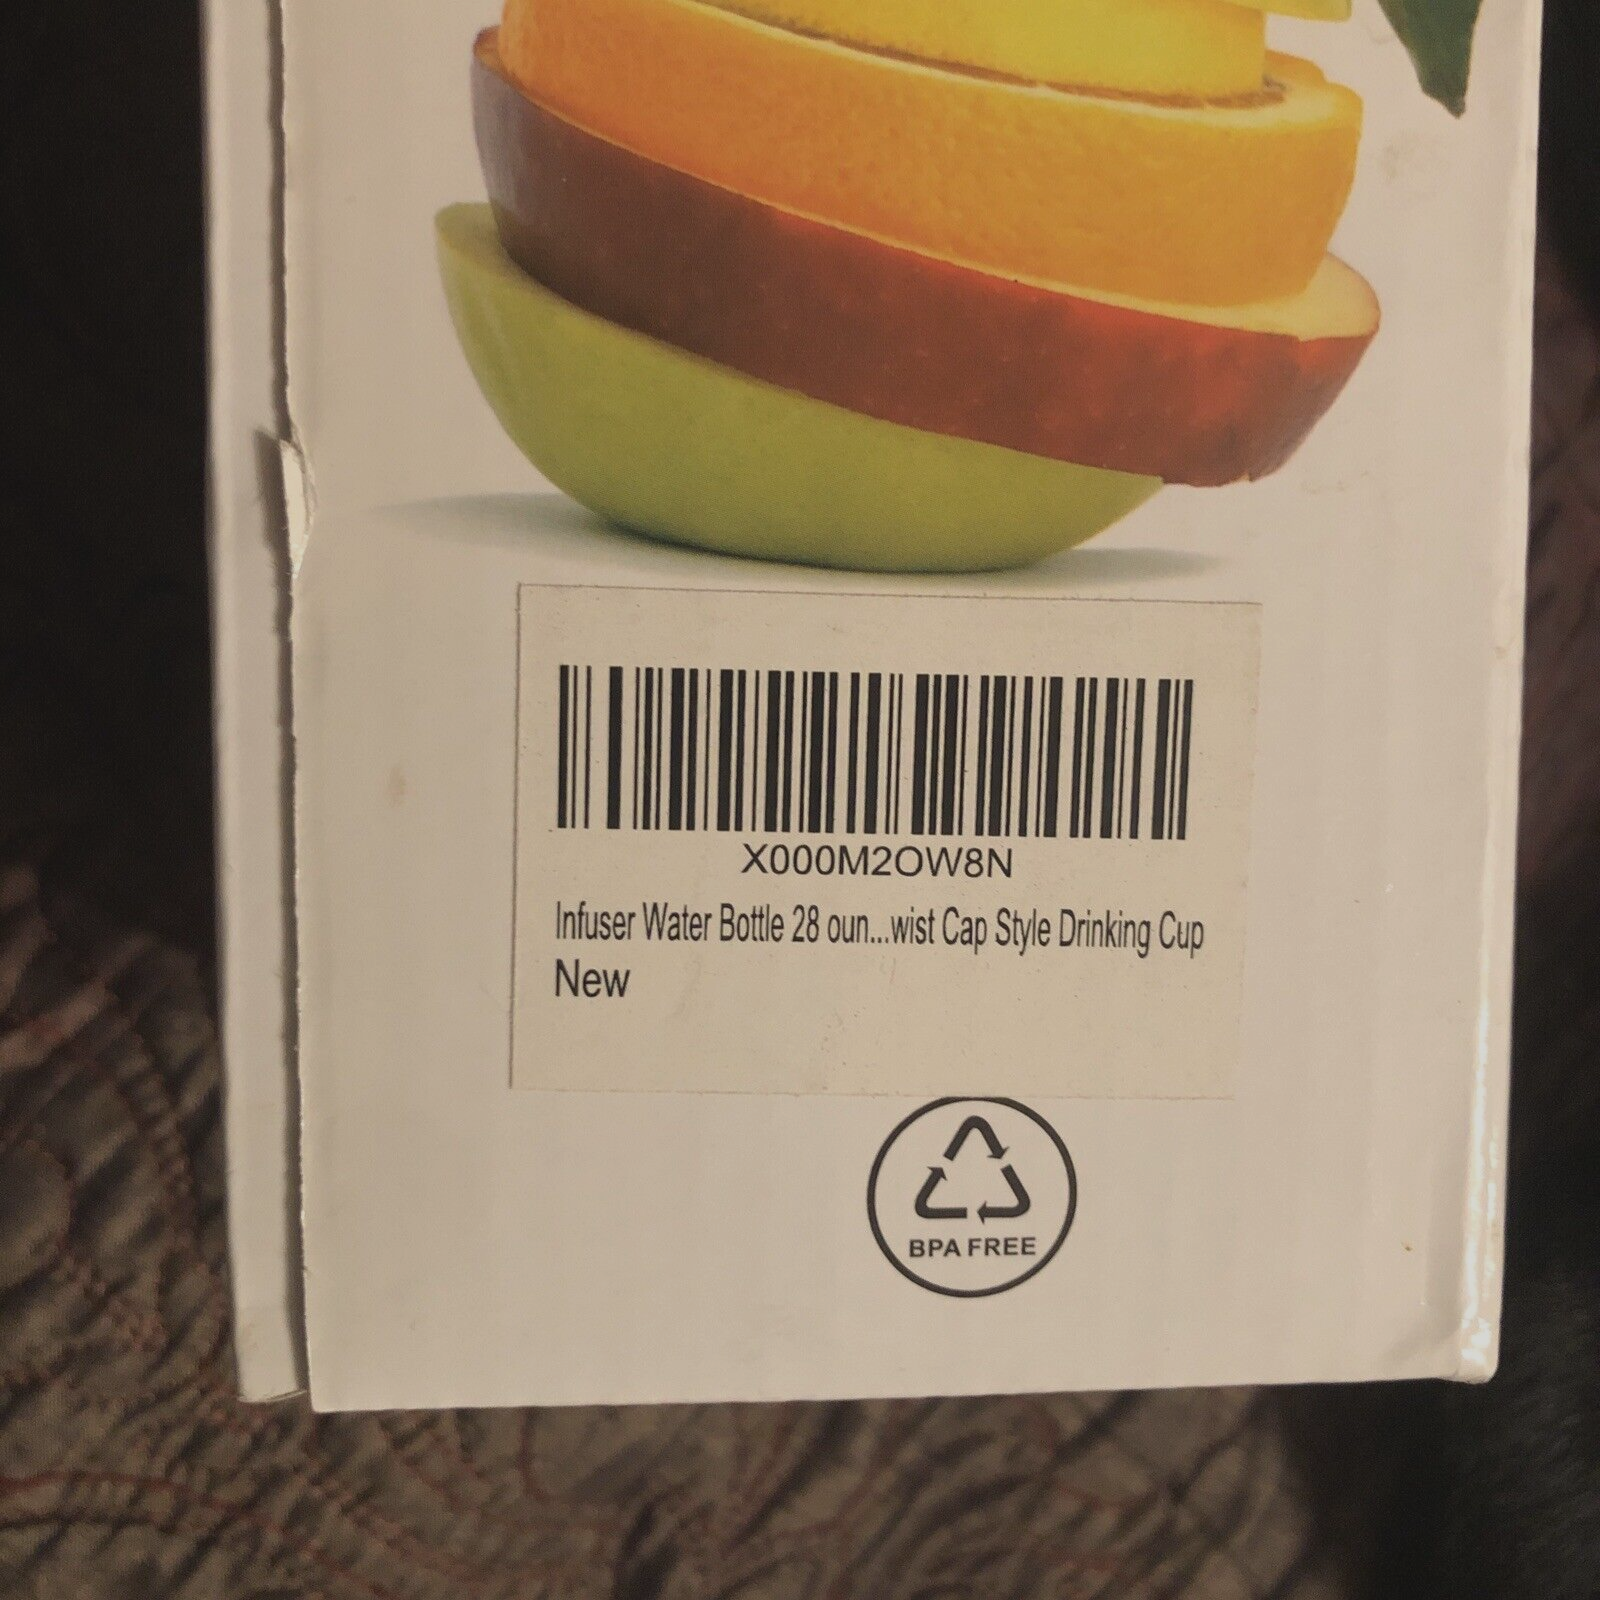 X000M2OW8N
Infuser Water Bottle 28 oun...wist Cap Style Drinking Cup
New
BPA FREE